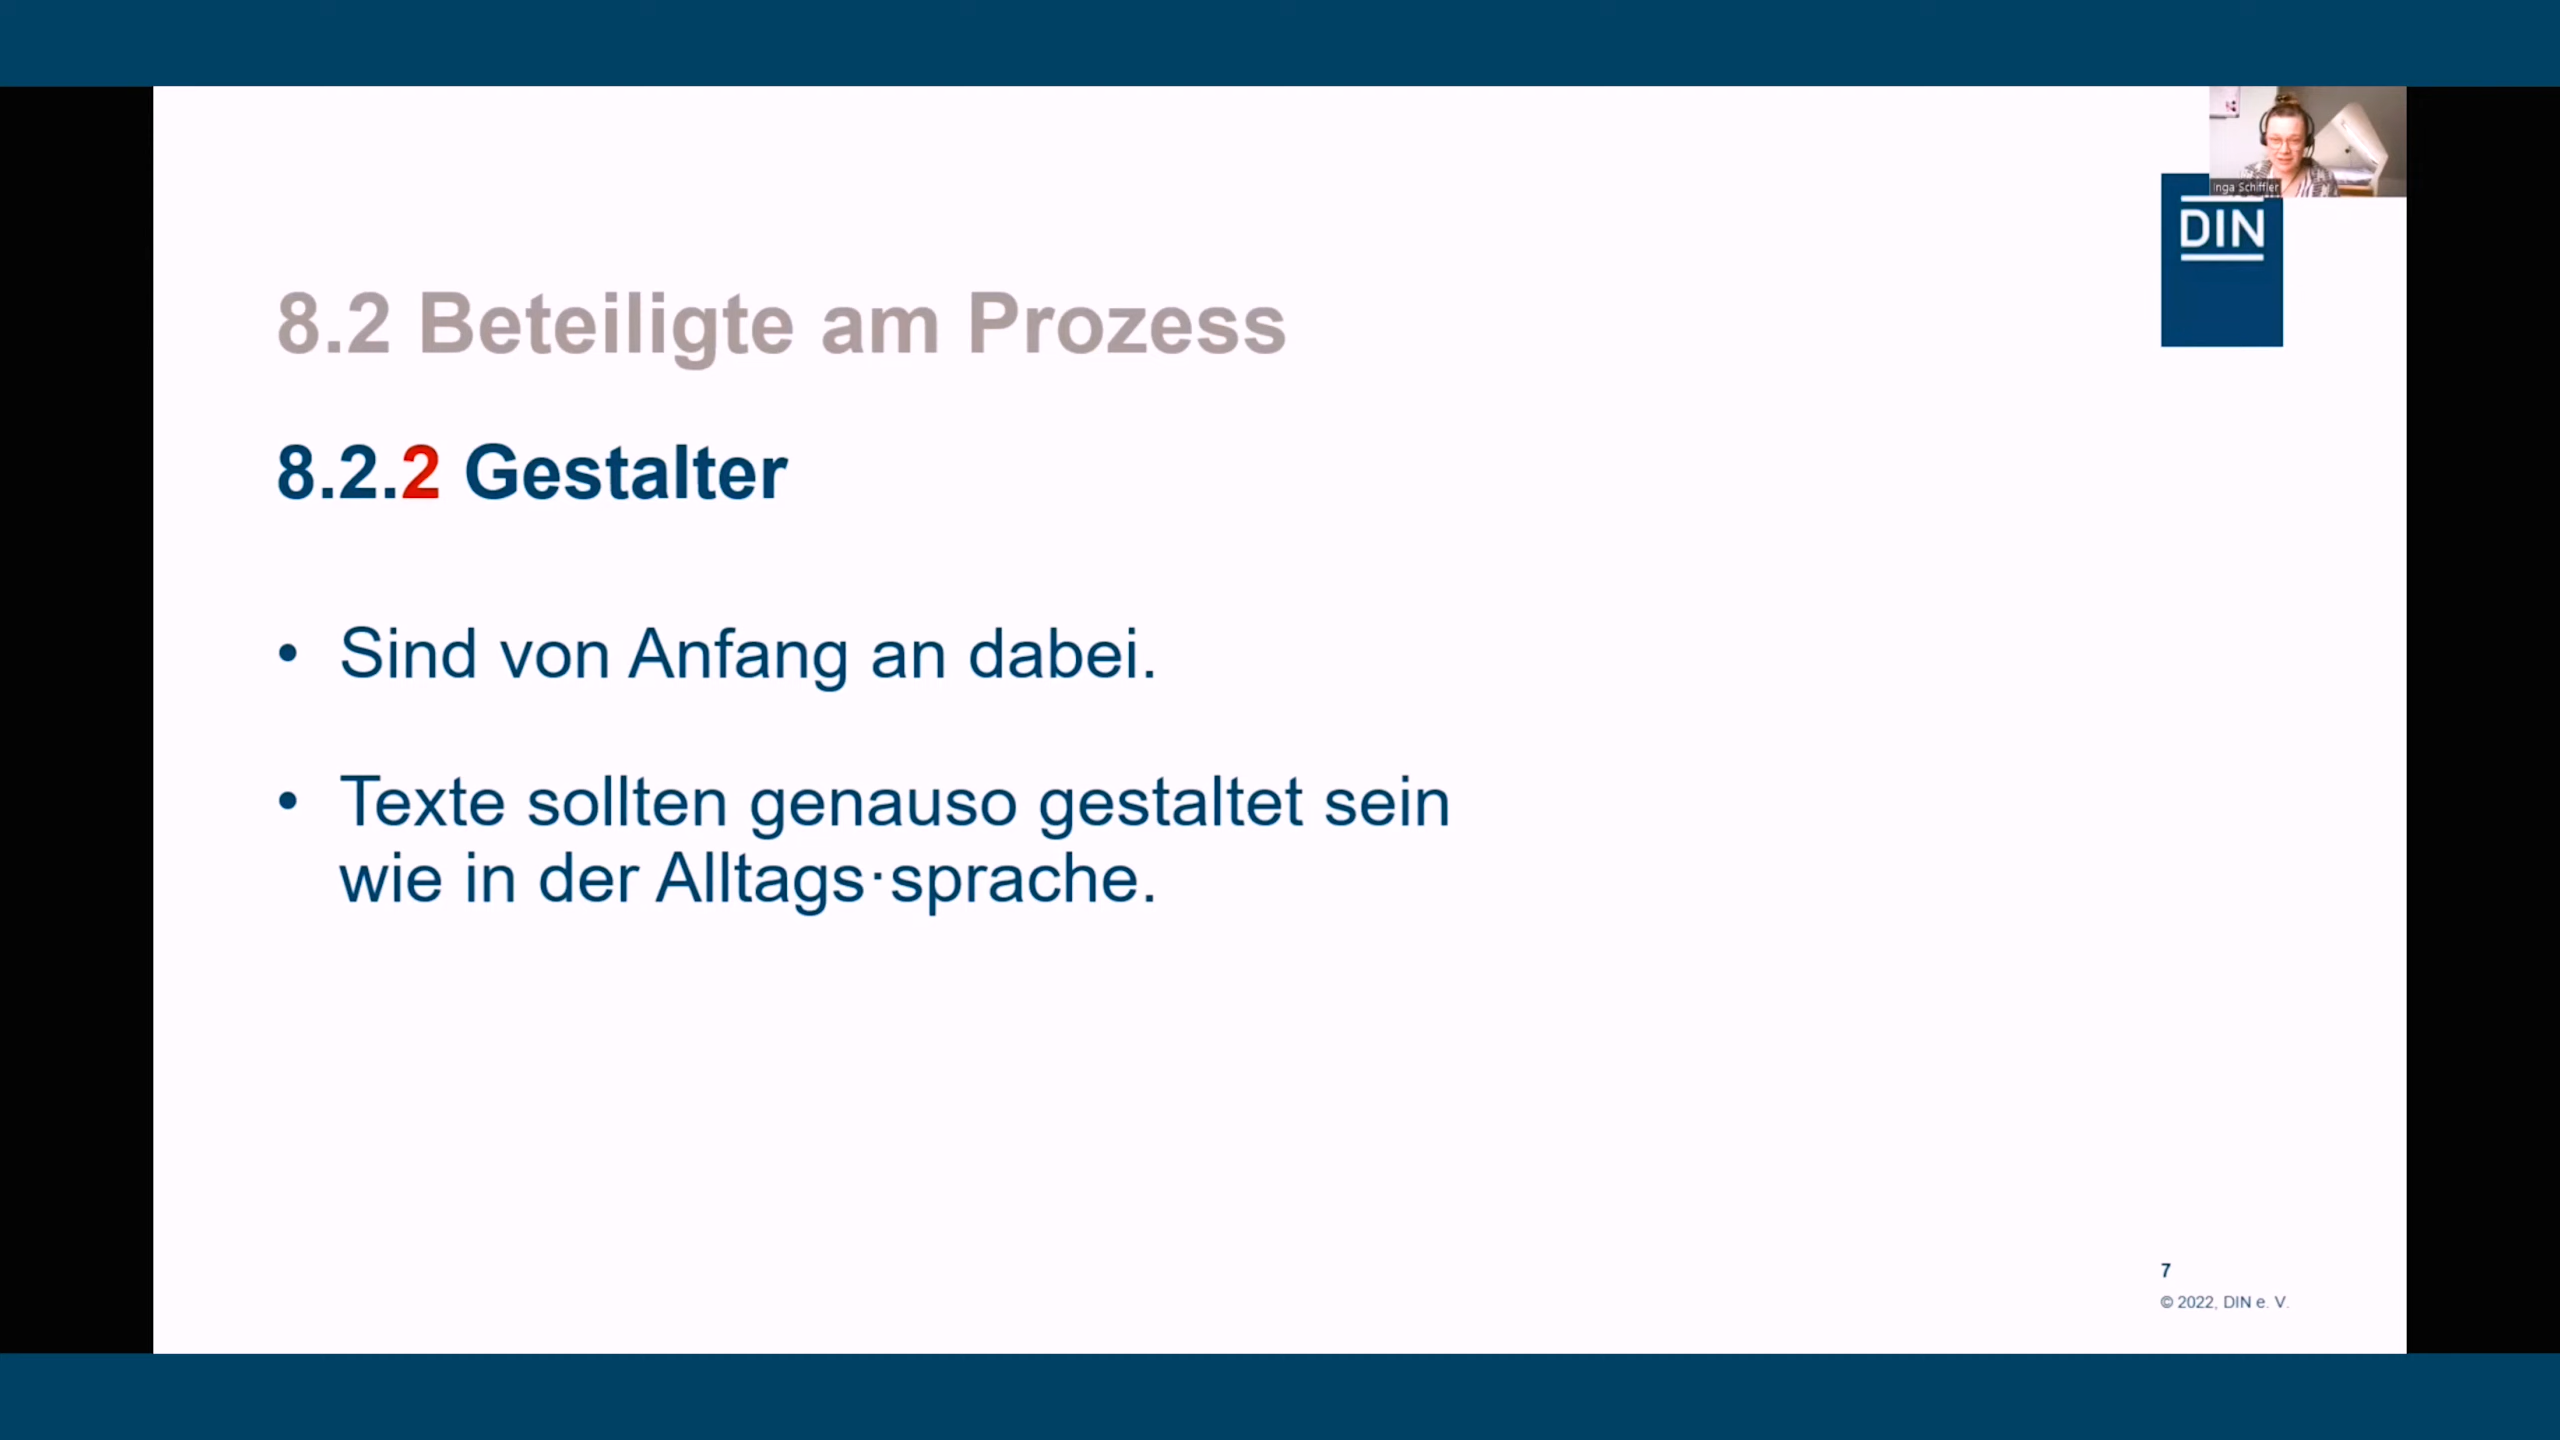 Inga Schiffler
DIN
8.2 Beteiligte am Prozess
8.2.2 Gestalter
• Sind von Anfang an dabei.
• Texte sollten genauso gestaltet sein
wie in der Alltags·sprache.
7
© 2022, DIN e. V.